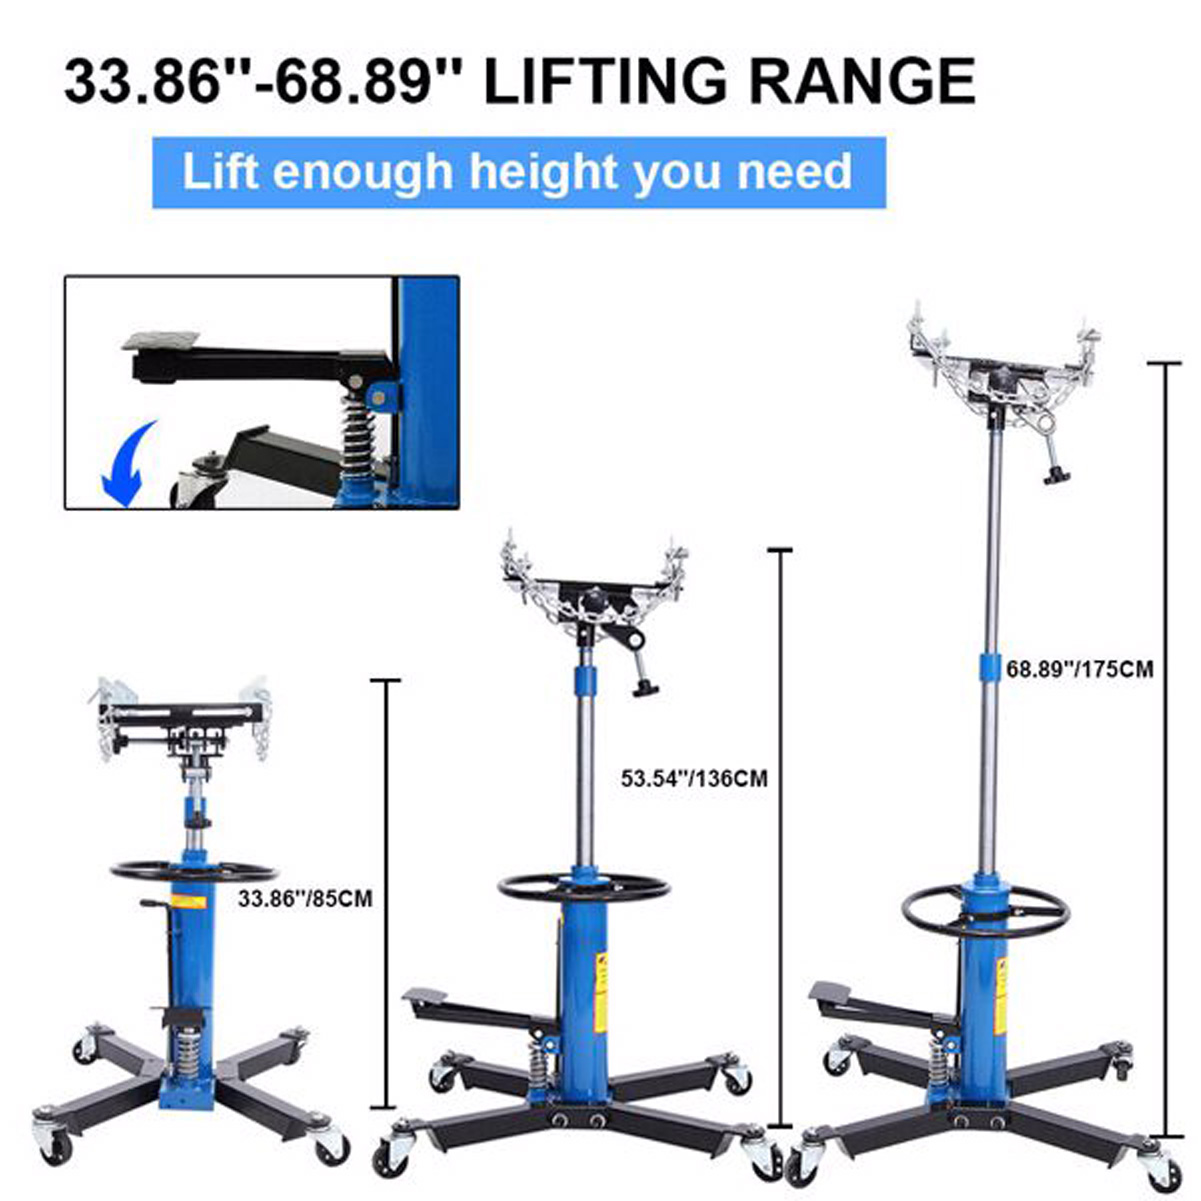 33.86"-68.89" LIFTING RANGE
Lift enough height you need
68.89"/175CM
53.54"/136CM
33.86"/85CM